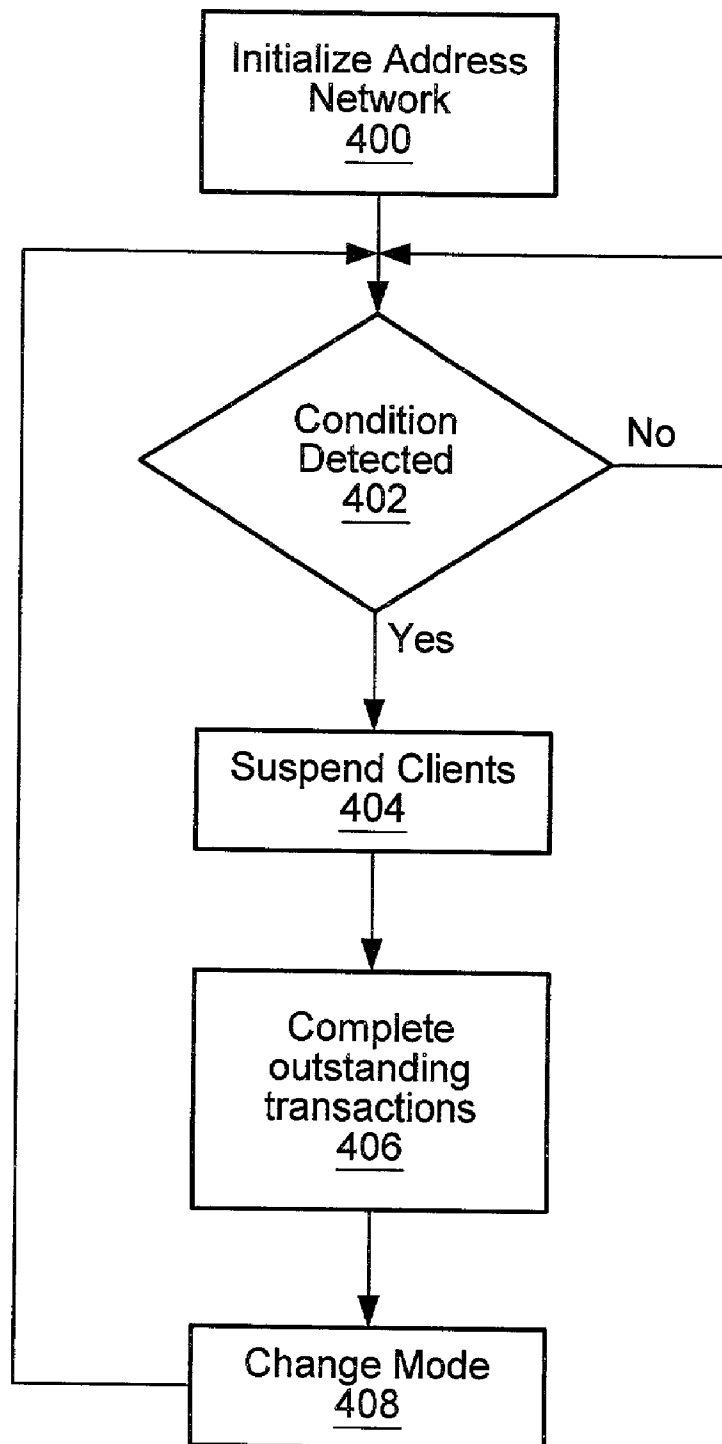 Initialize Address
Network
400
Condition
Detected
402
No
Yes
Suspend Clients
404
Complete
outstanding
transactions
406
Change Mode
408